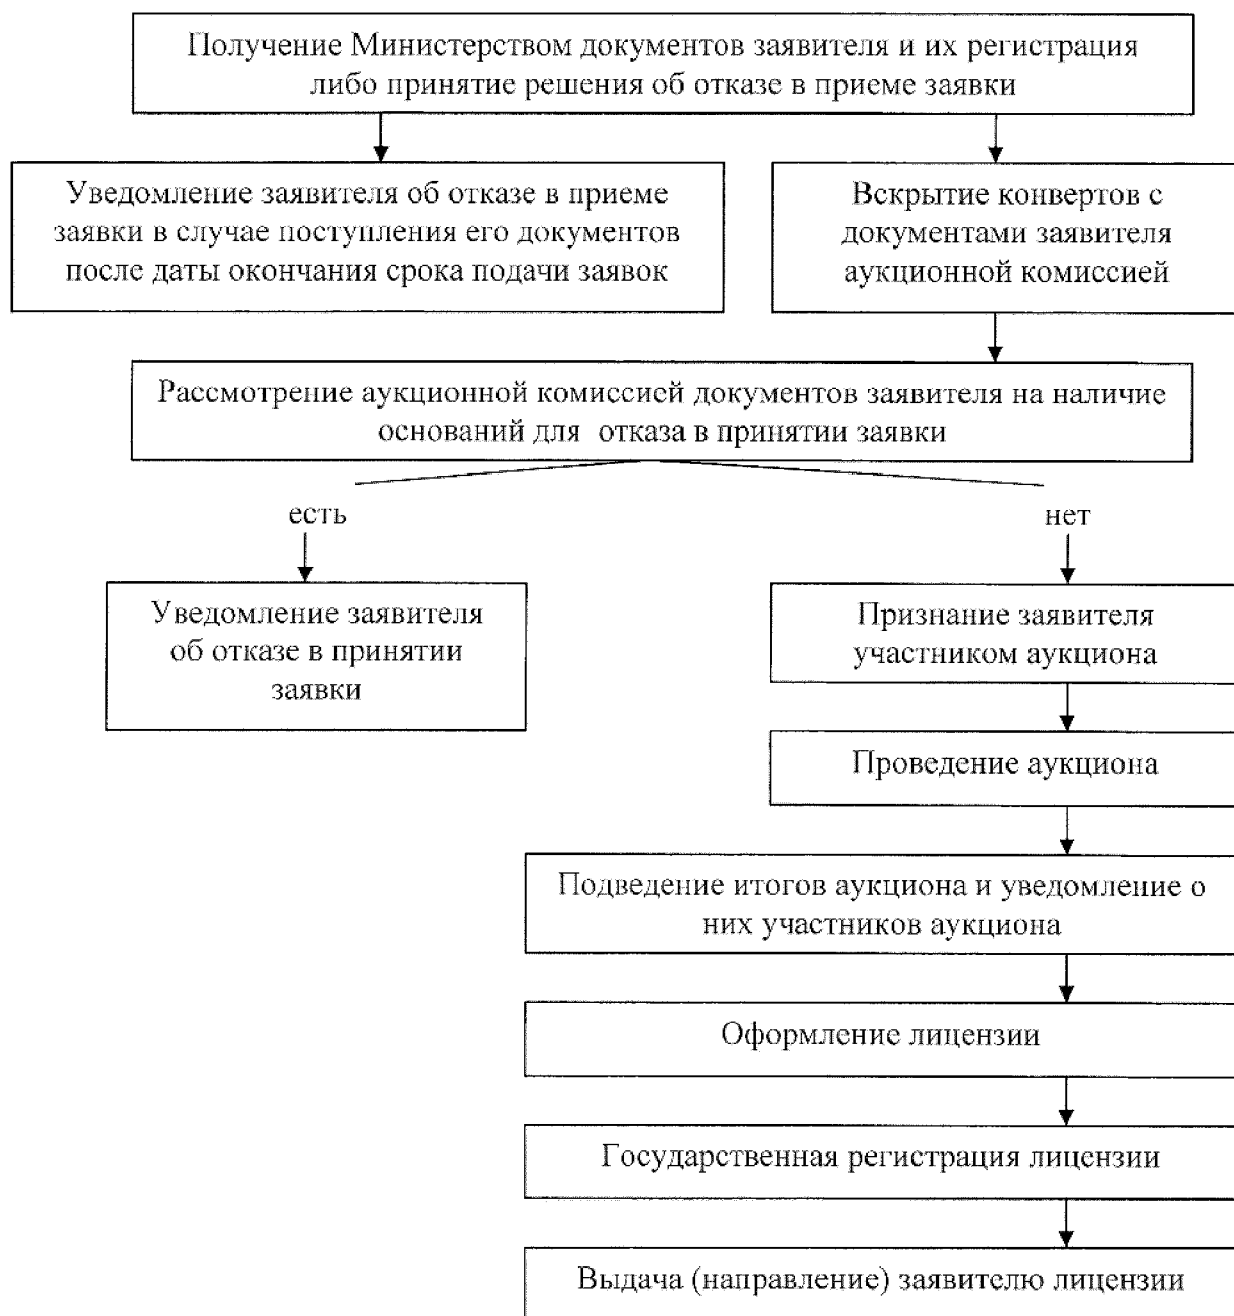 Получение Министерством документов заявителя и их регистрация
либо принятие решения об отказе в приеме заявки
Уведомление заявителя об отказе в приеме
заявки в случае поступления его документов
после даты окончания срока подачи заявок
Вскрытие конвертов с
документами заявителя
аукционной комиссией
Рассмотрение аукционной комиссией документов заявителя на наличие
оснований для отказа в принятии заявки
есть
нет
Уведомление заявителя
об отказе в принятии
заявки
Признание заявителя
участником аукциона
Проведение аукциона
Подведение итогов аукциона и уведомление о
них участников аукциона
Оформление лицензии
Государственная регистрация лицензии
Выдача (направление) заявителю лицензии